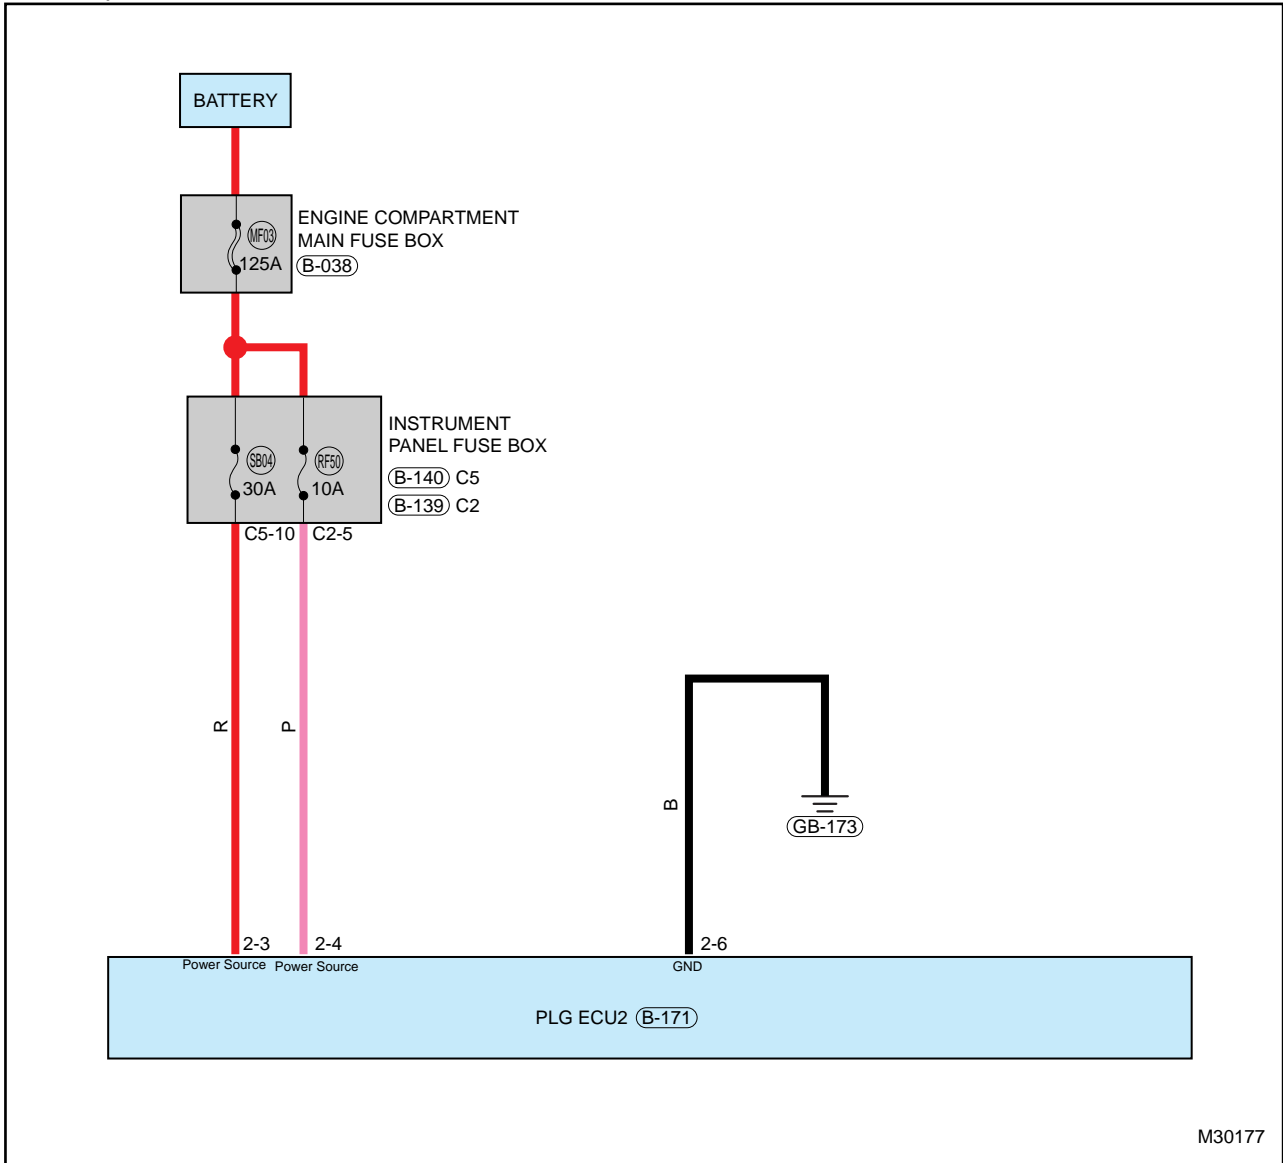 BATTERY
ENGINE COMPARTMENT
MAIN FUSE BOX
MF03
125A
B-038
INSTRUMENT
PANEL FUSE BOX
SB04
30A
RF50
10A
B-140 C5
B-139 C2
C5-10
C2-5
R
P
B
GB-173
2-3
2-4
2-6
Power Source
Power Source
GND
PLG ECU2 B-171
M30177